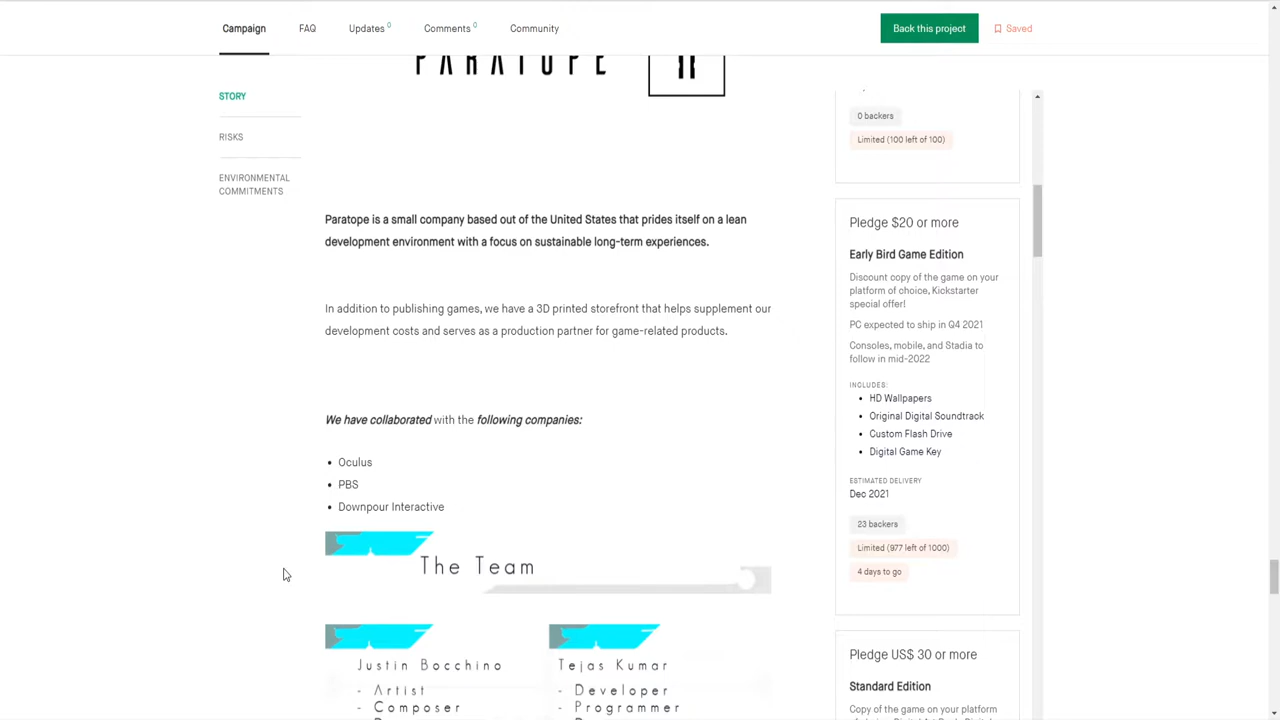 Campaign
FAQ
Updates 0
Comments 0
Community
Back this project
Saved
PARATOPE
STORY
RISKS
ENVIRONMENTAL
COMMITMENTS
Paratope is a small company based out of the United States that prides itself on a lean
development environment with a focus on sustainable long-term experiences.
In addition to publishing games, we have a 3D printed storefront that helps supplement our
development costs and serves as a production partner for game-related products.
We have collaborated with the following companies:
• Oculus
• PBS
• Downpour Interactive
The Team
Justin Bocchino
- Artist
- Composer
Tejas Kumar
- Developer
- Programmer
0 backers
Limited (100 left of 100)
Pledge $20 or more
Early Bird Game Edition
Discount copy of the game on your
platform of choice, Kickstarter
special offer!
PC expected to ship in Q4 2021
Consoles, mobile, and Stadia to
follow in mid-2022
INCLUDES:
• HD Wallpapers
• Original Digital Soundtrack
• Custom Flash Drive
• Digital Game Key
ESTIMATED DELIVERY
Dec 2021
23 backers
Limited (977 left of 1000)
4 days to go
Pledge US$ 30 or more
Standard Edition
Copy of the game on your platform